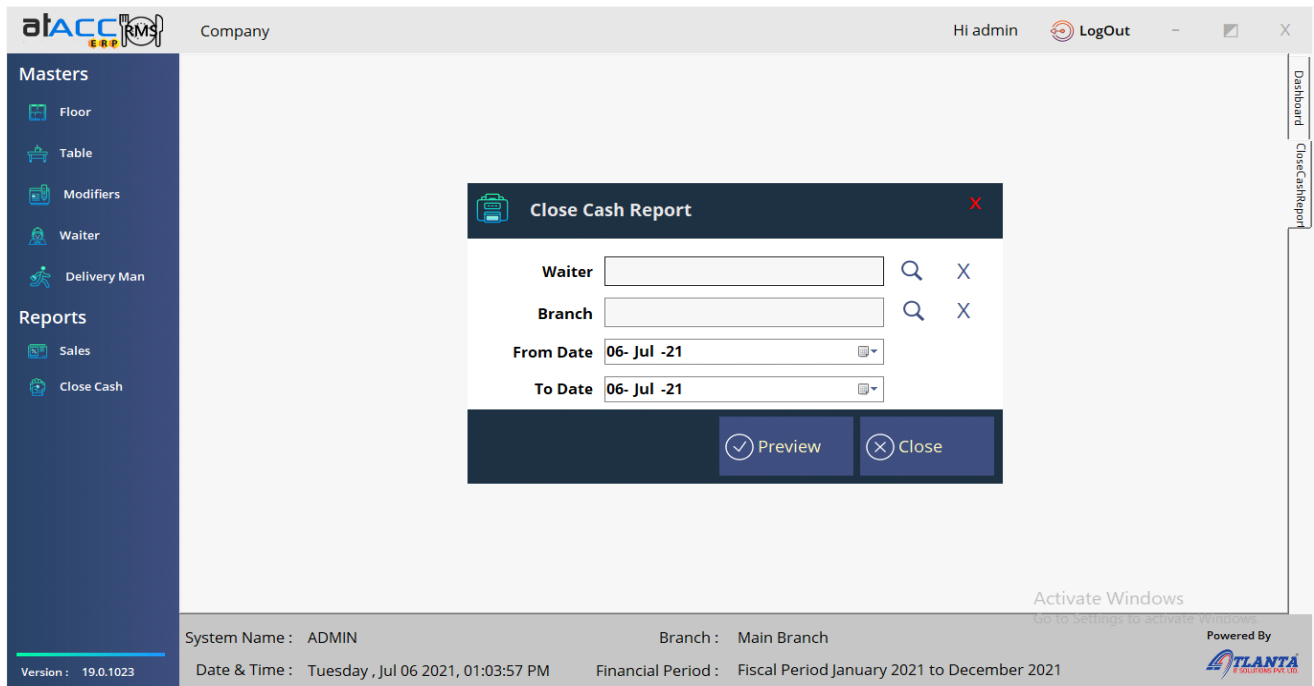 atACC ERP RMS
Company
Hi admin
LogOut
X
Masters
Floor
Table
Modifiers
Waiter
Delivery Man
Reports
Sales
Close Cash
Version : 19.0.1023
Dashboard
CloseCashReport
Close Cash Report X
Waiter X
Branch X
From Date 06- Jul -21
To Date 06- Jul -21
Preview Close
Activate Windows
Go to Settings to activate Windows.
System Name : ADMIN Branch : Main Branch
Date & Time : Tuesday , Jul 06 2021, 01:03:57 PM Financial Period : Fiscal Period January 2021 to December 2021
Powered By
ATLANTA
IT SOLUTIONS PVT. LTD.